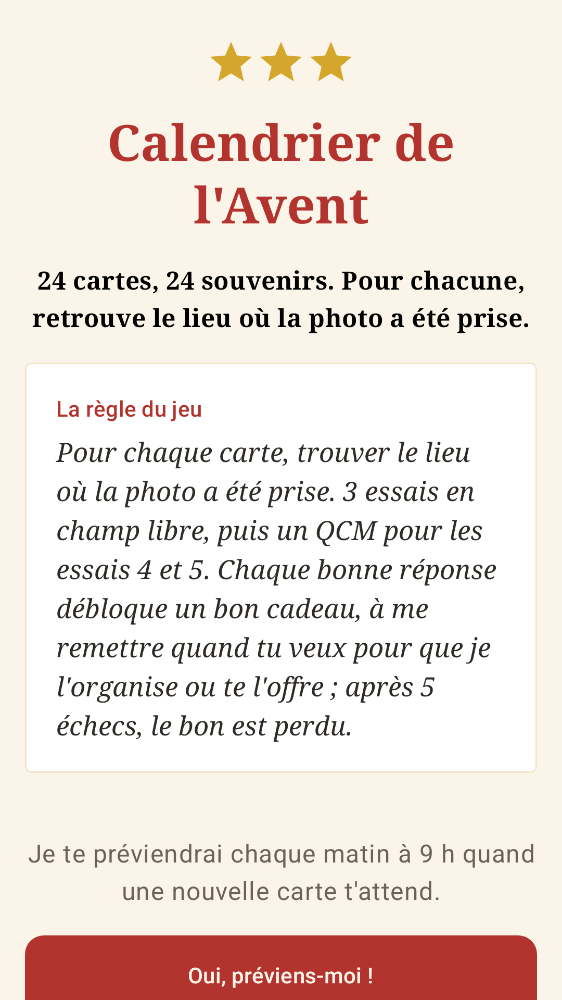 Calendrier de
l'Avent
24 cartes, 24 souvenirs. Pour chacune,
retrouve le lieu où la photo a été prise.
La règle du jeu
Pour chaque carte, trouver le lieu
où la photo a été prise. 3 essais en
champ libre, puis un QCM pour les
essais 4 et 5. Chaque bonne réponse
débloque un bon cadeau, à me
remettre quand tu veux pour que je
l'organise ou te l'offre ; après 5
échecs, le bon est perdu.
Je te préviendrai chaque matin à 9 h quand
une nouvelle carte t'attend.
Oui, préviens-moi !